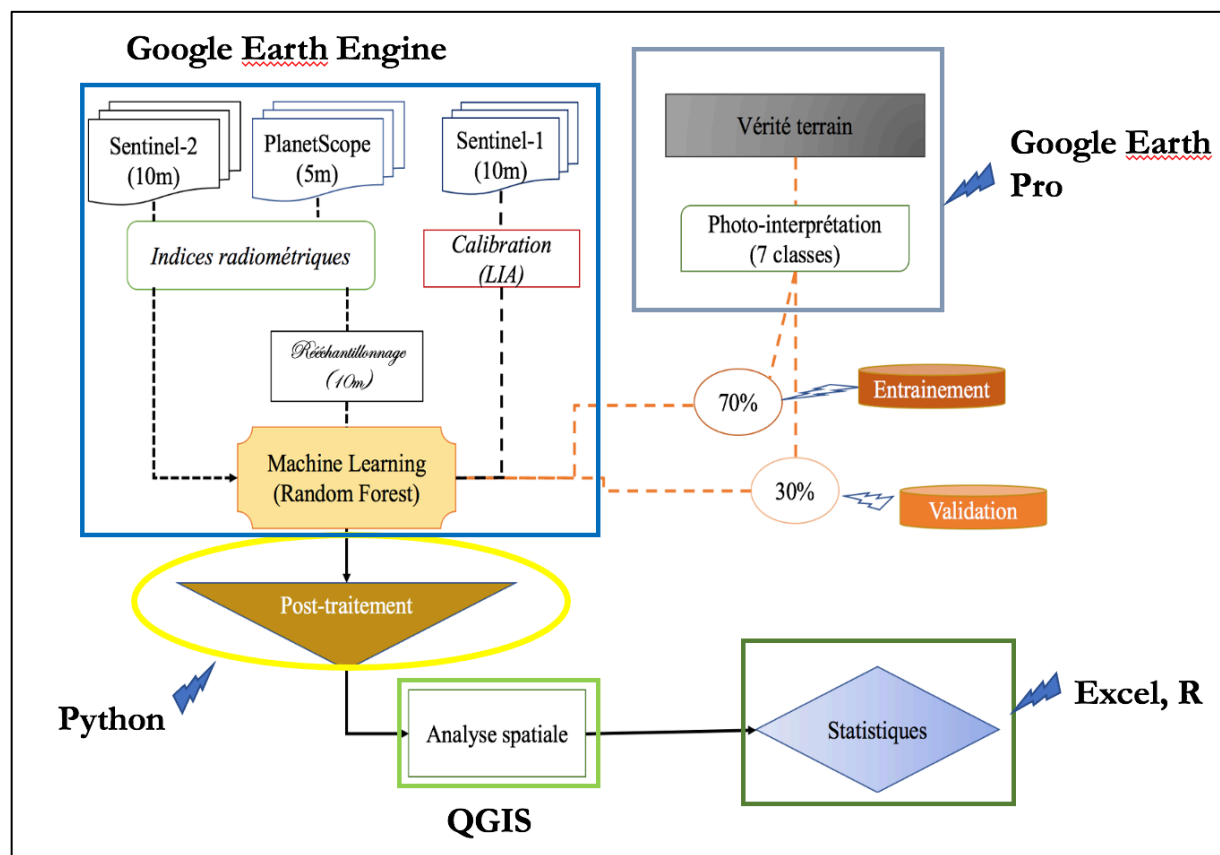 Google Earth Engine
Sentinel-2
(10m)
PlanetScope
(5m)
Sentinel-1
(10m)
Indices radiométriques
Calibration
(LIA)
Rééchantillonnage
(10m)
Machine Learning
(Random Forest)
Vérité terrain
Photo-interprétation
(7 classes)
Google Earth
Pro
70%
Entrainement
30%
Validation
Post-traitement
Python
Analyse spatiale
QGIS
Statistiques
Excel, R